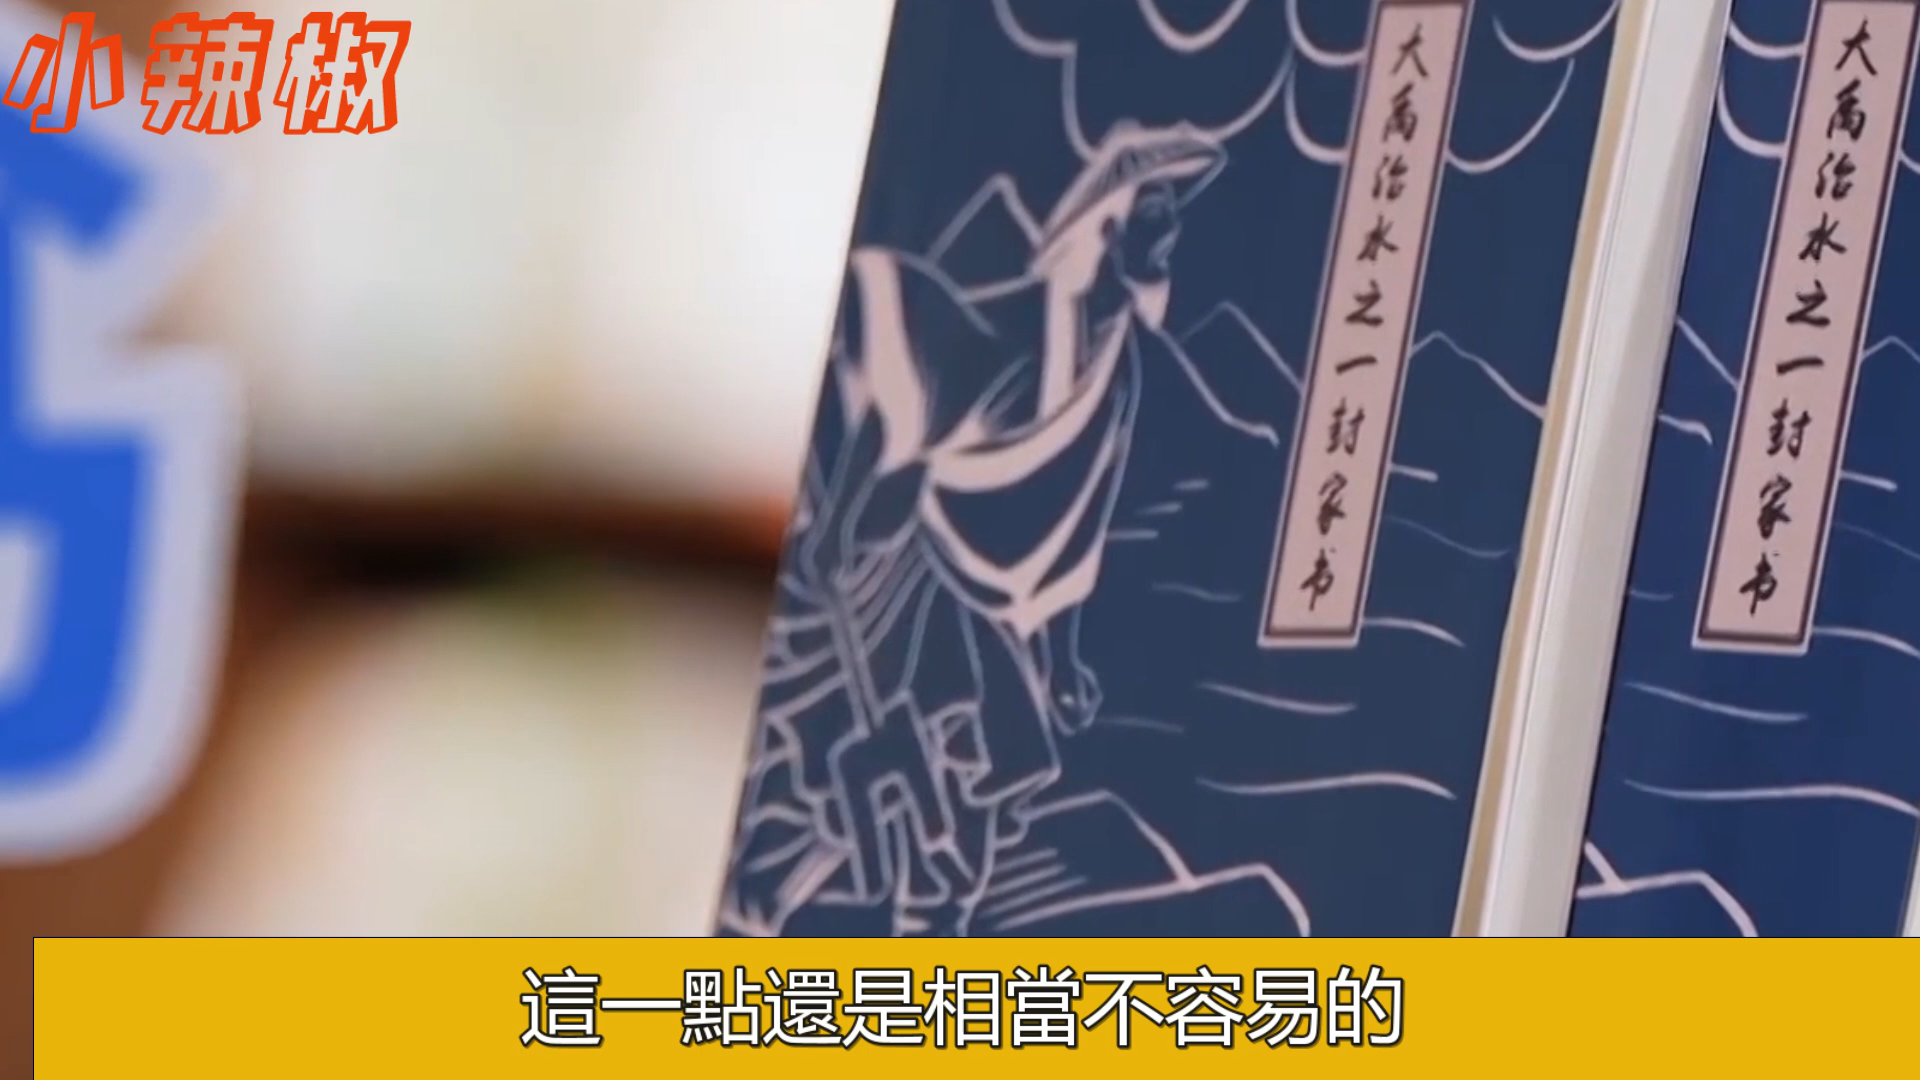 小辣椒
大禹治水之一封家书
大禹治水之一封家书
這一點還是相當不容易的